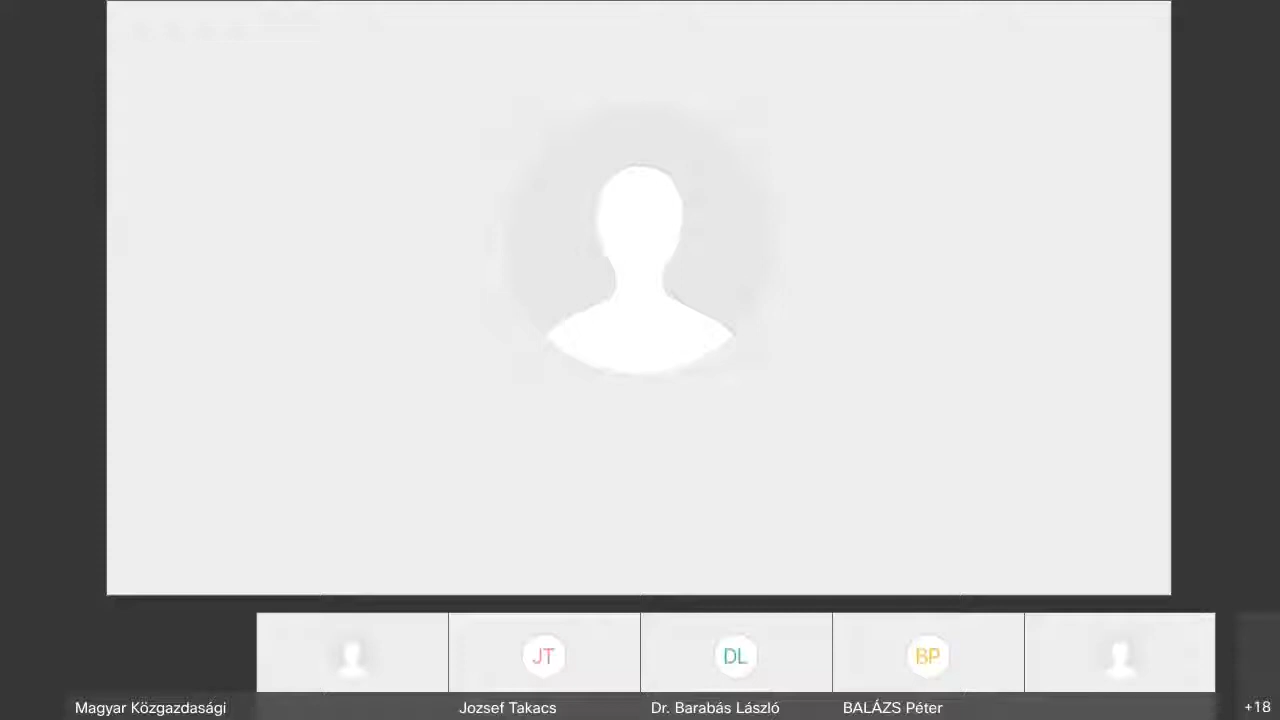 JT
DL
BP
Magyar Közgazdasági
Jozsef Takacs
Dr. Barabás László
BALÁZS Péter
+18